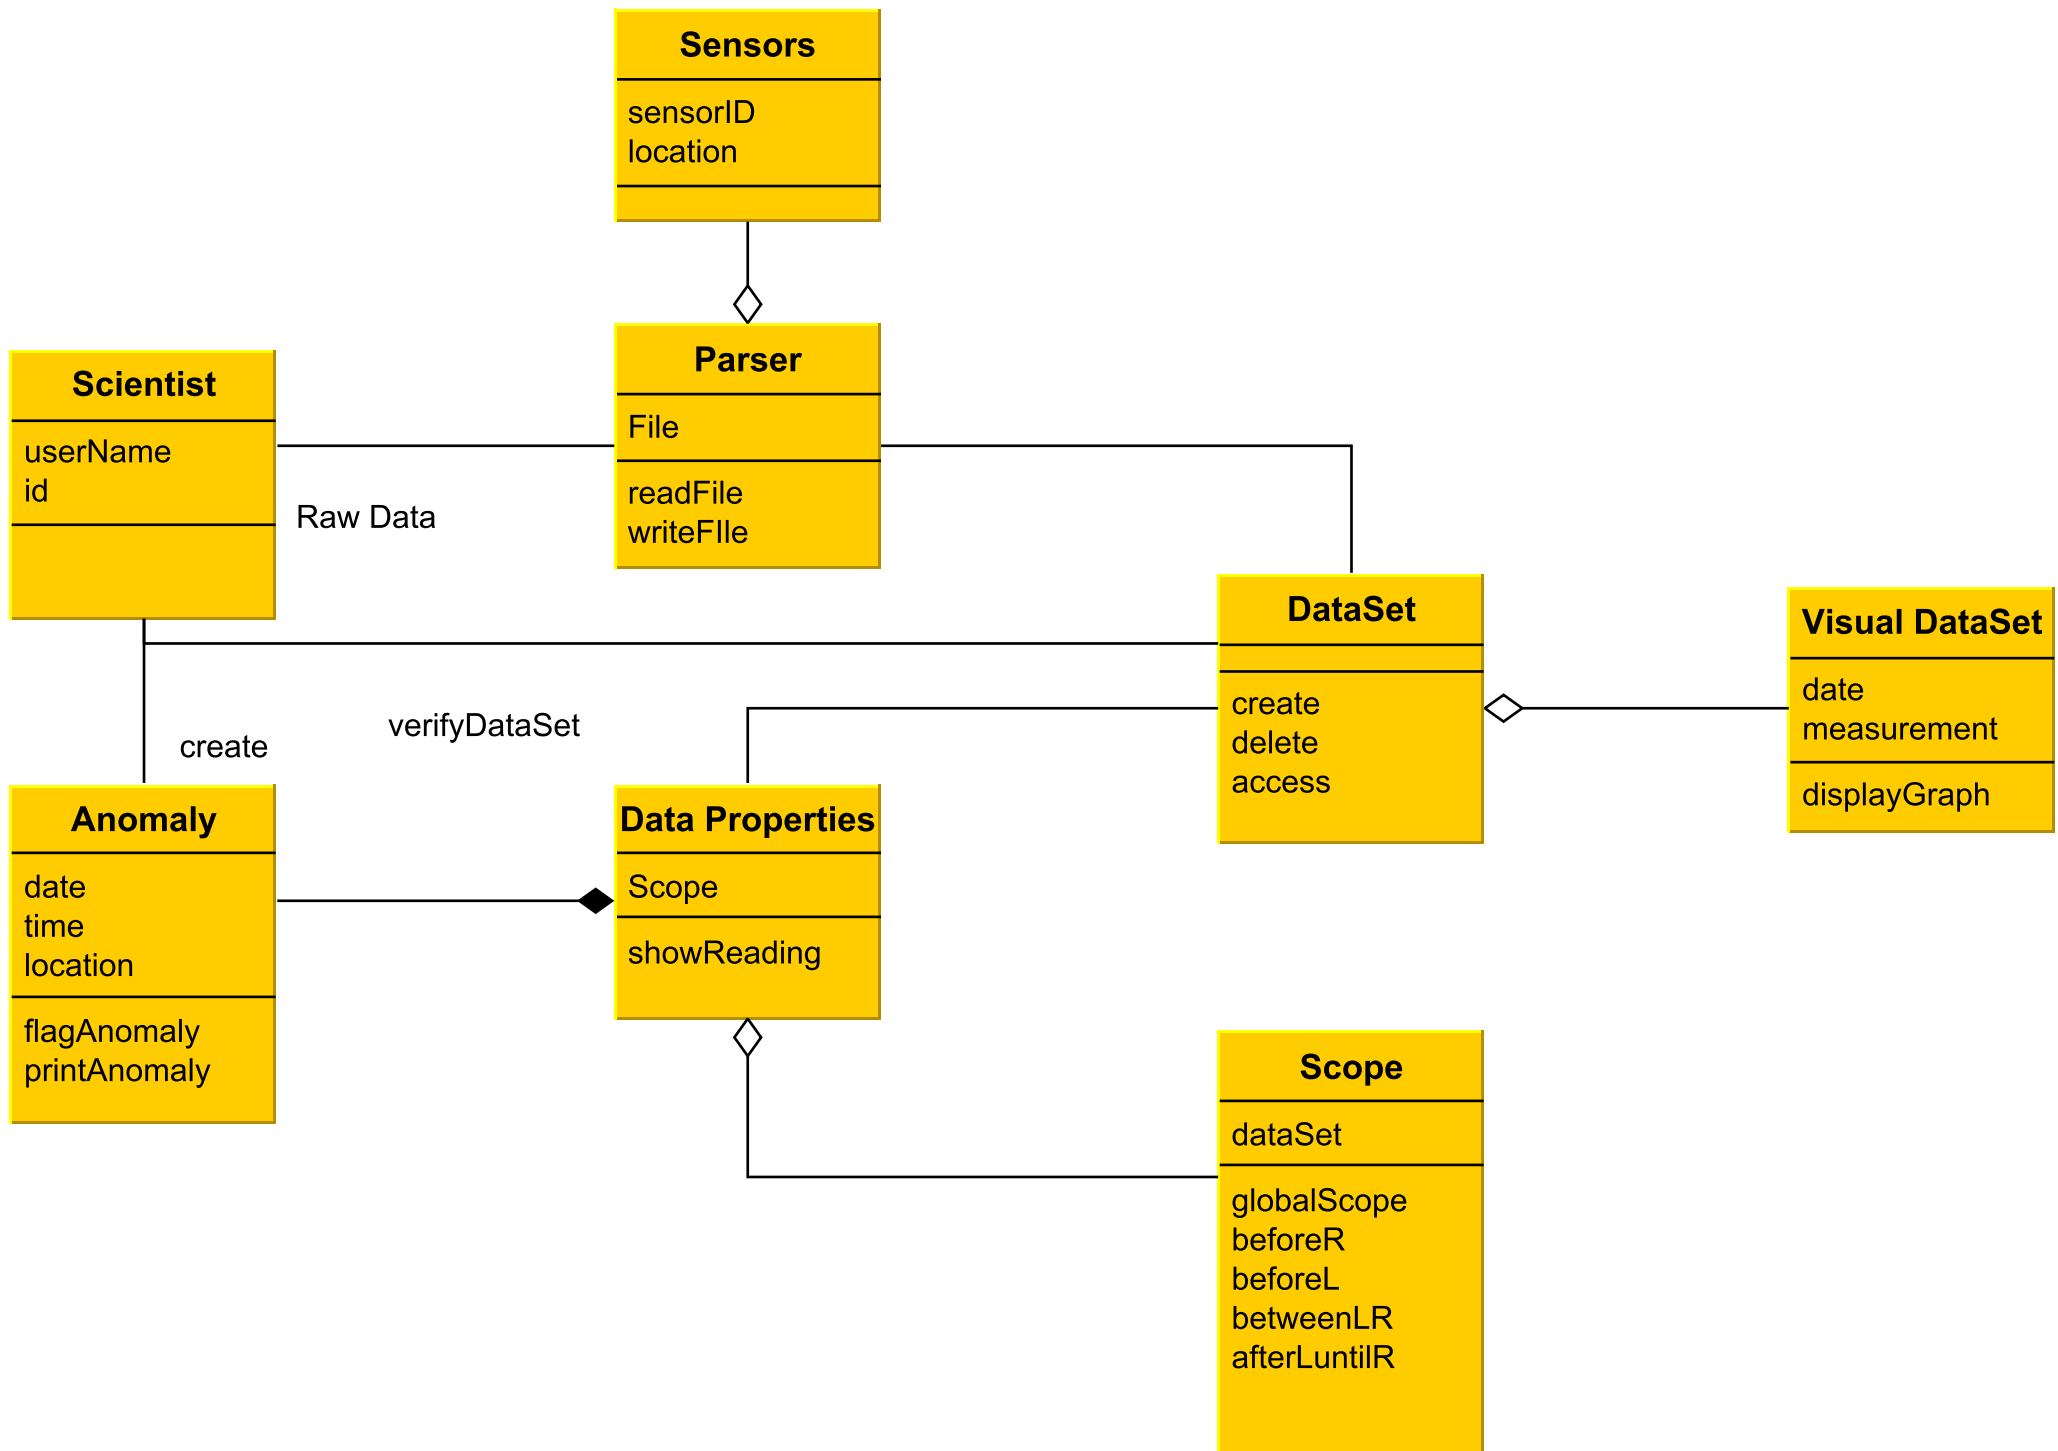 Sensors
sensorID
location
Parser
File
readFile
writeFIle
Scientist
userName
id
Raw Data
DataSet
create
delete
access
Visual DataSet
date
measurement
displayGraph
verifyDataSet
create
Anomaly
date
time
location
flagAnomaly
printAnomaly
Data Properties
Scope
showReading
Scope
dataSet
globalScope
beforeR
beforeL
betweenLR
afterLuntilR